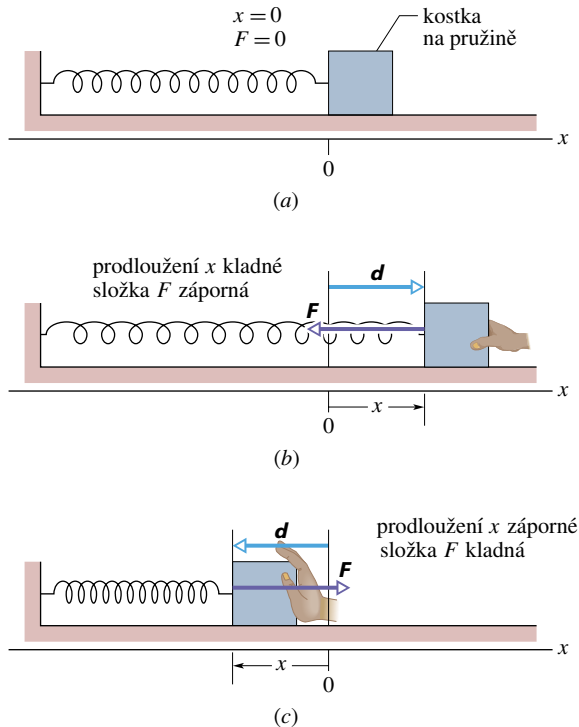 x = 0
F = 0
kostka
na pružině
x
0
(a)
prodloužení x kladné
složka F záporná
d
F
x
x
0
(b)
d
prodloužení x záporné
složka F kladná
F
x
x
0
(c)